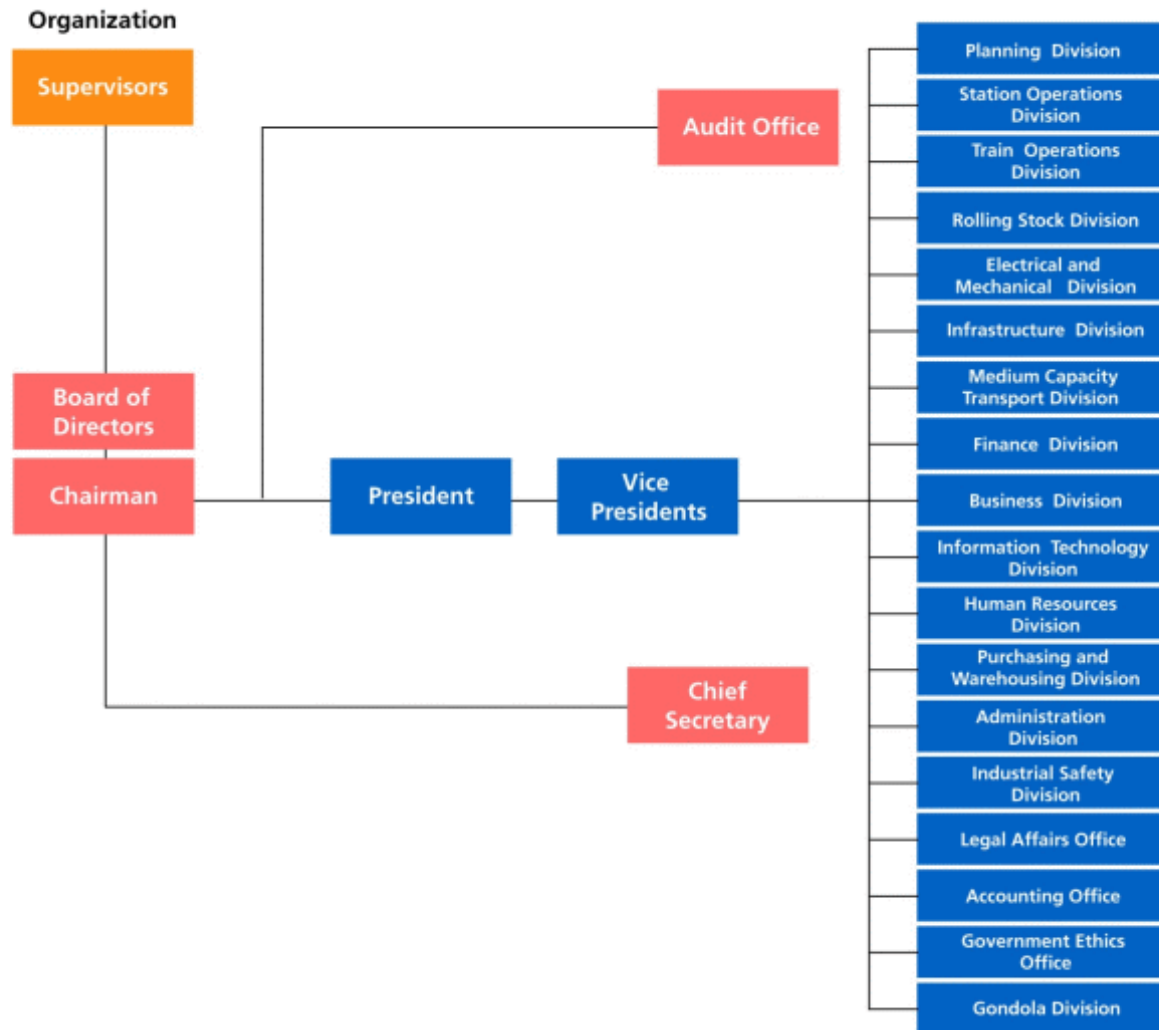 Organization
Supervisors
Audit Office
Board of
Directors
Chairman
President
Vice
Presidents
Chief
Secretary
Planning Division
Station Operations
Division
Train Operations
Division
Rolling Stock Division
Electrical and
Mechanical Division
Infrastructure Division
Medium Capacity
Transport Division
Finance Division
Business Division
Information Technology
Division
Human Resources
Division
Purchasing and
Warehousing Division
Administration
Division
Industrial Safety
Division
Legal Affairs Office
Accounting Office
Government Ethics
Office
Gondola Division